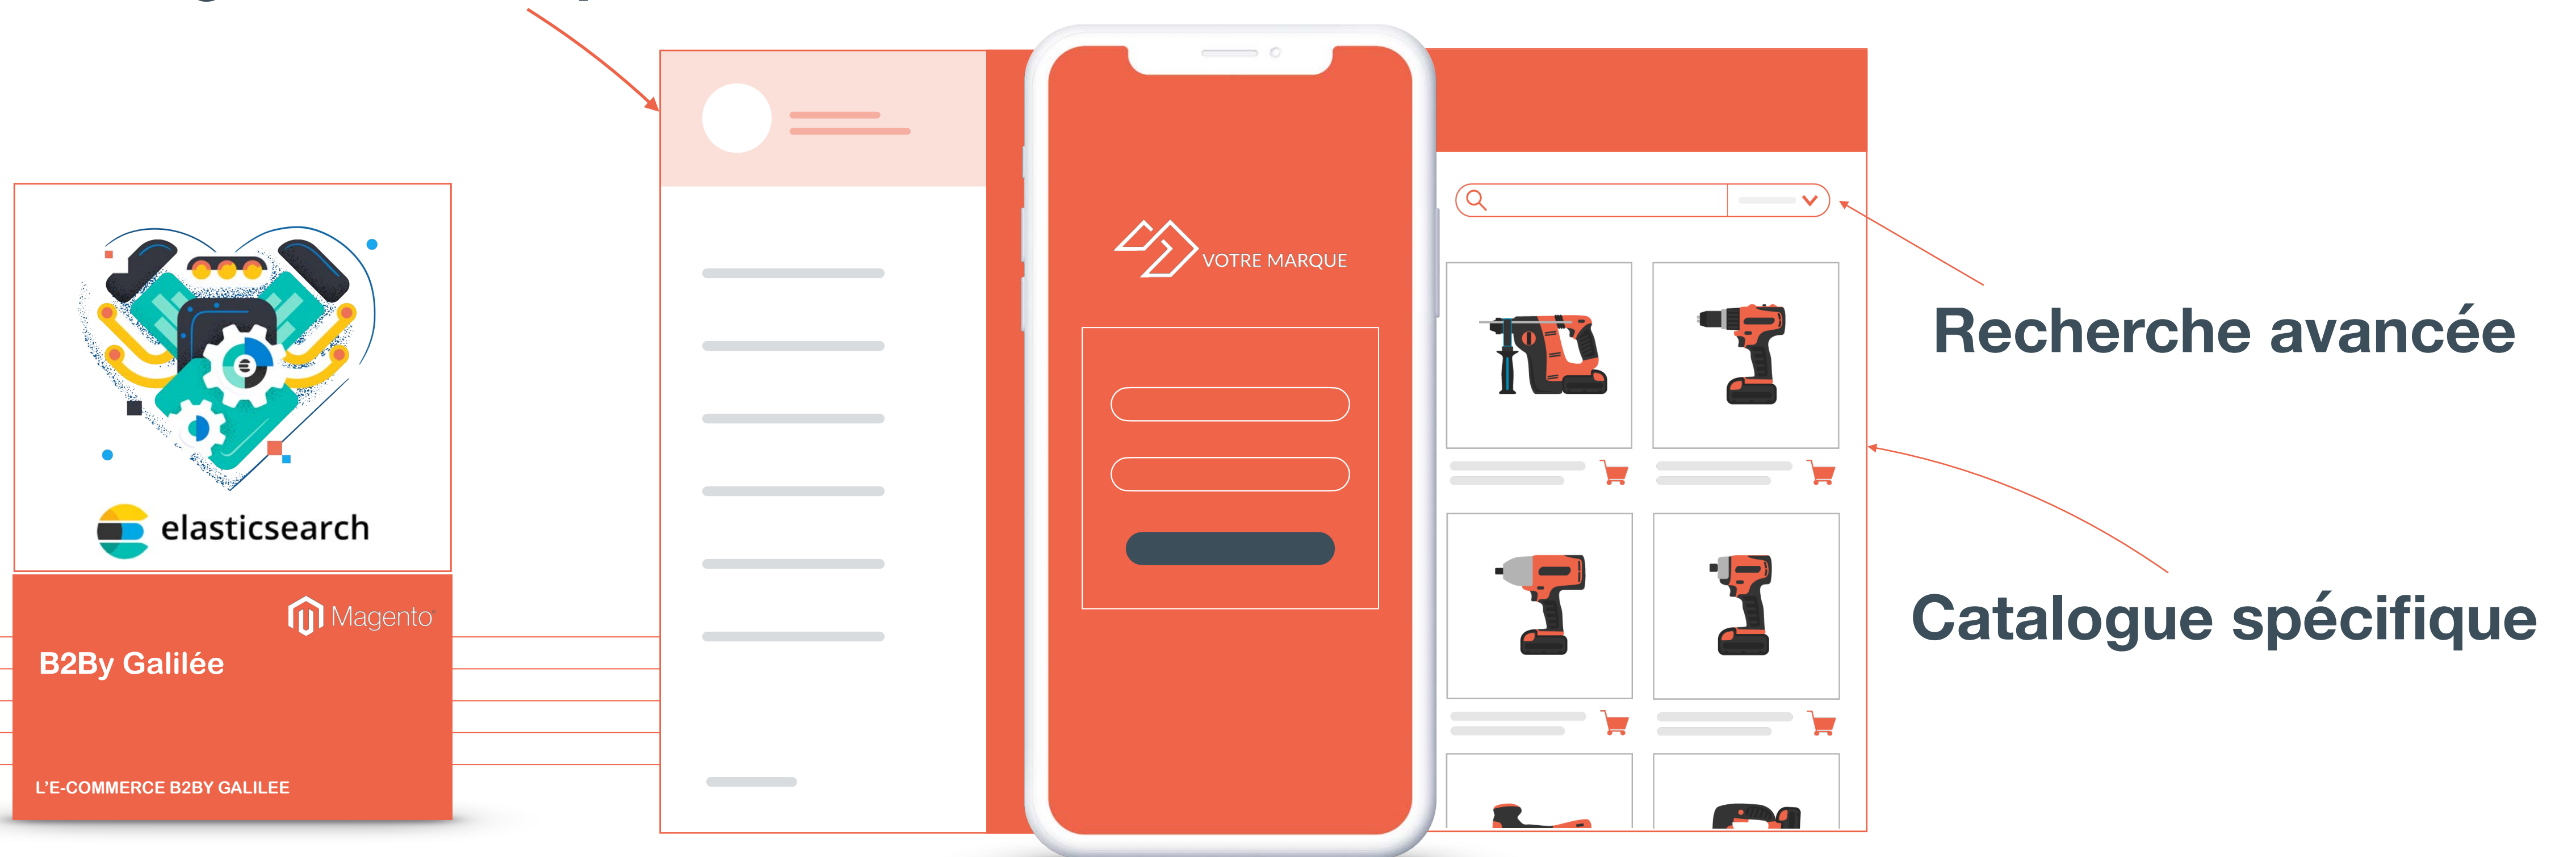 VOTRE MARQUE
Recherche avancée
elasticsearch
Magento
B2By Galilée
Catalogue spécifique
L'E-COMMERCE B2BY GALILEE